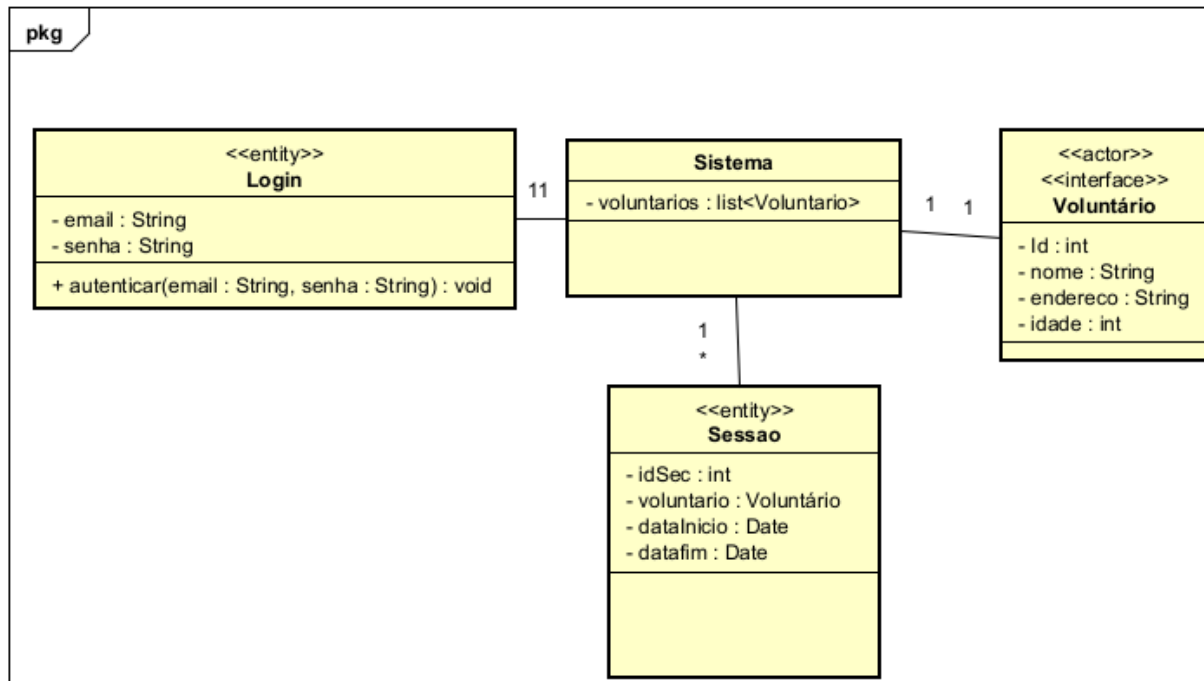 pkg
<<entity>>
Login
- email : String
- senha : String
+ autenticar(email : String, senha : String) : void
11
Sistema
- voluntarios : list<Voluntario>
1 1
<<actor>>
<<interface>>
Voluntário
- Id : int
- nome : String
- endereco : String
- idade : int
1
*
<<entity>>
Sessao
- idSec : int
- voluntario : Voluntário
- dataInicio : Date
- datafim : Date